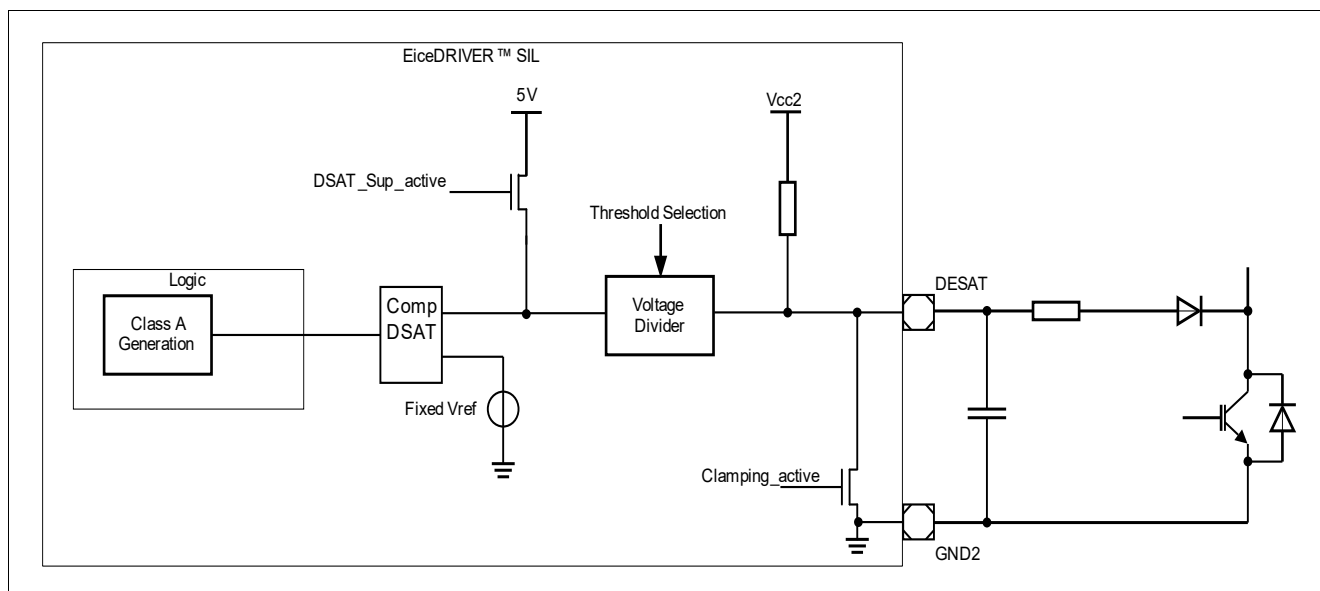 EiceDRIVER™ SIL
5V
Vcc2
DSAT_Sup_active
Threshold Selection
Logic
Class A
Generation
Comp
DSAT
Voltage
Divider
DESAT
Fixed Vref
Clamping_active
GND2